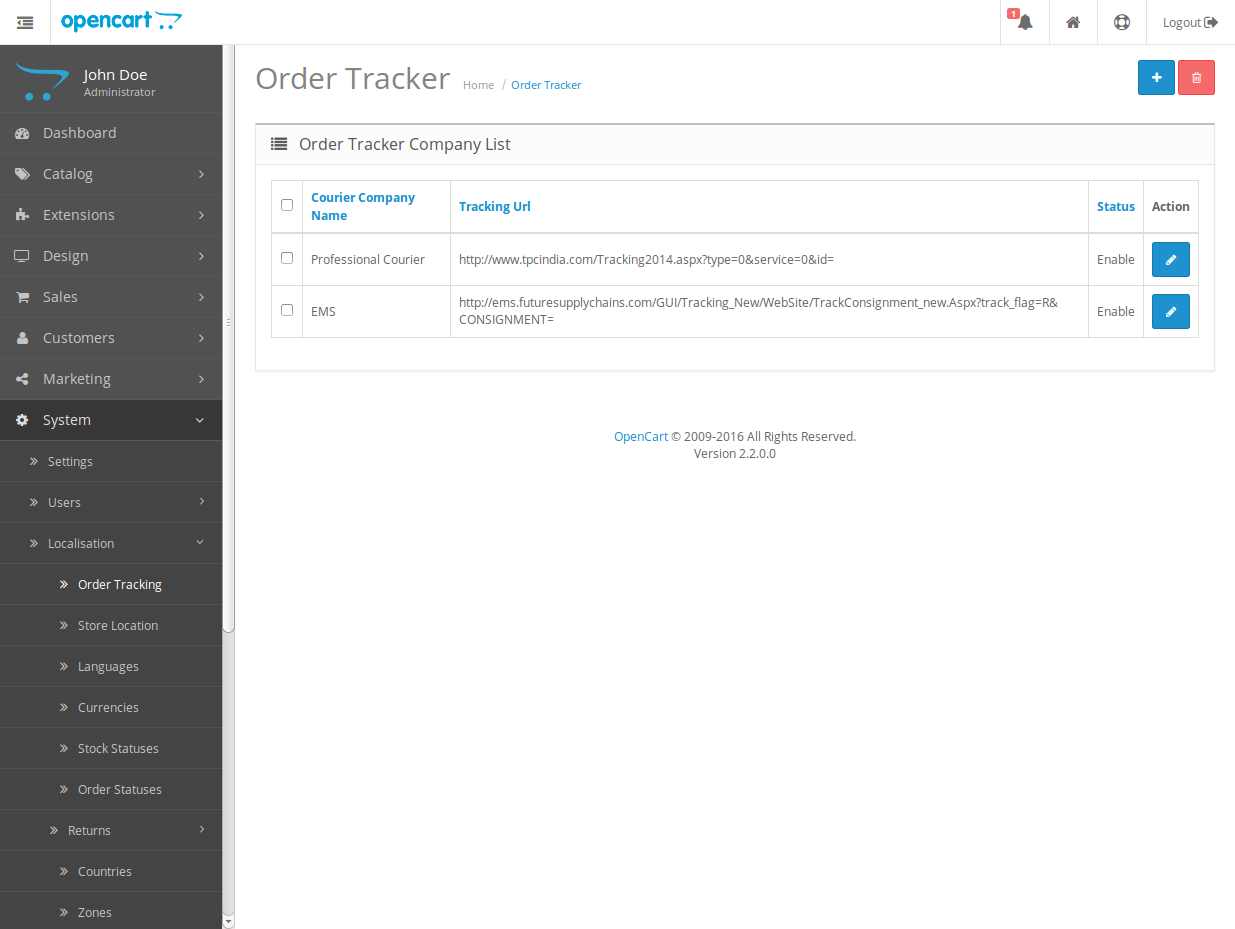 opencart
1
Logout
John Doe
Administrator
Dashboard
Catalog
Extensions
Design
Sales
Customers
Marketing
System
Settings
Users
Localisation
Order Tracking
Store Location
Languages
Currencies
Stock Statuses
Order Statuses
Returns
Countries
Zones
Order Tracker
Home / Order Tracker
Order Tracker Company List
Courier Company
Name
Tracking Url
Status
Action
Professional Courier
http://www.tpcindia.com/Tracking2014.aspx?type=0&service=0&id=
Enable
EMS
http://ems.futuresupplychains.com/GUI/Tracking_New/WebSite/TrackConsignment_new.Aspx?track_flag=R&
CONSIGNMENT=
Enable
OpenCart © 2009-2016 All Rights Reserved.
Version 2.2.0.0